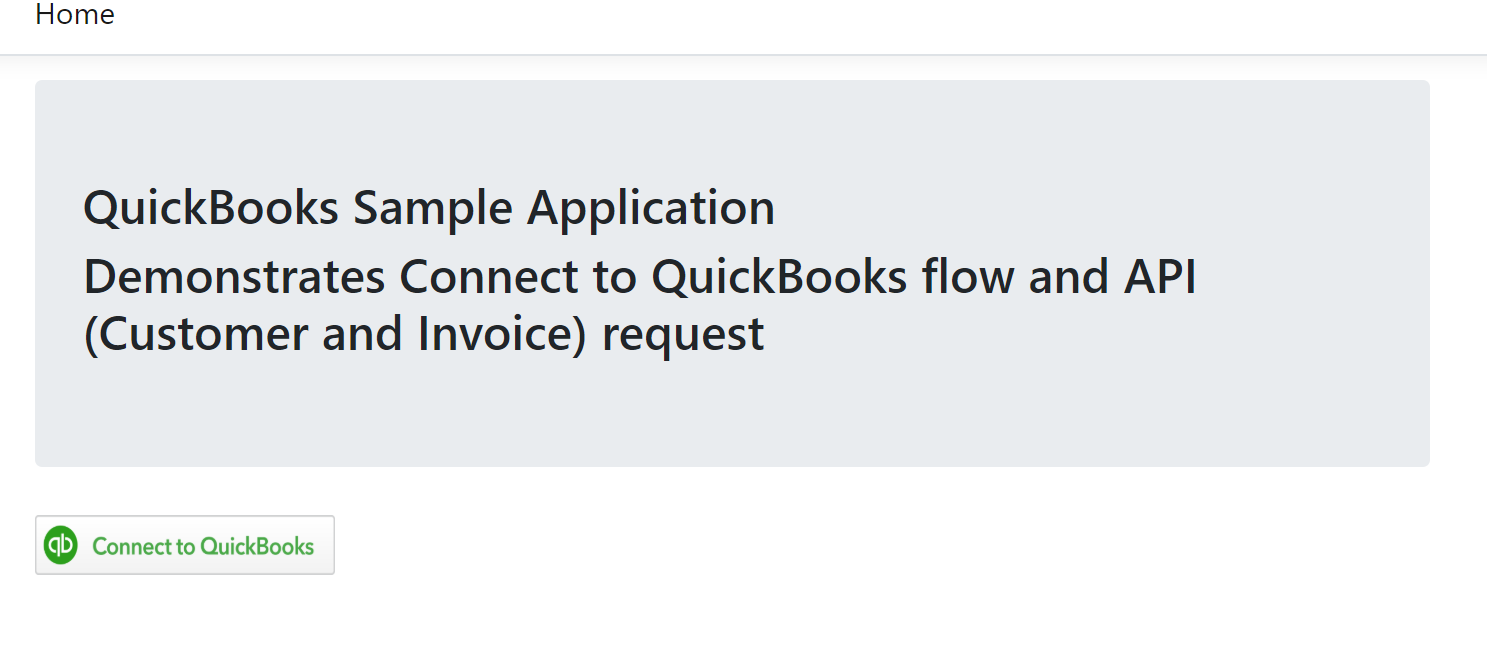 Home
QuickBooks Sample Application
Demonstrates Connect to QuickBooks flow and API
(Customer and Invoice) request
qb Connect to QuickBooks